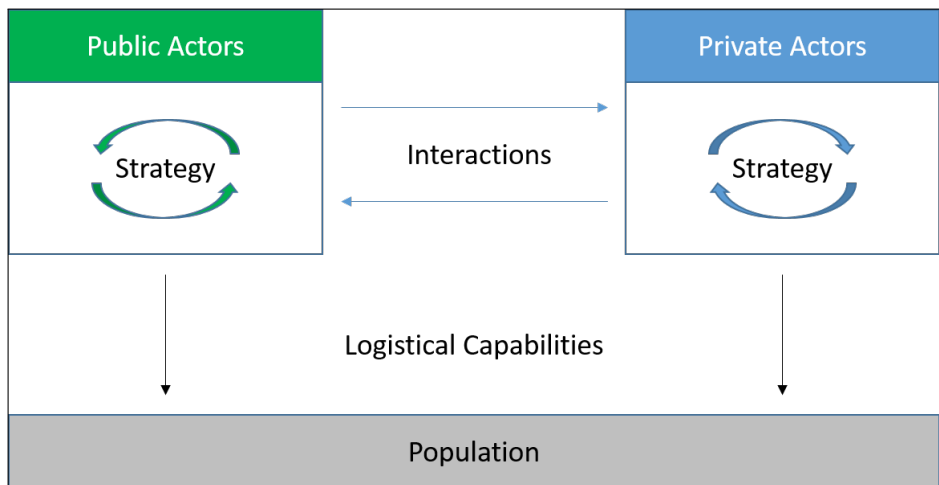 Public Actors
Private Actors
Interactions
Strategy
Strategy
Logistical Capabilities
Population